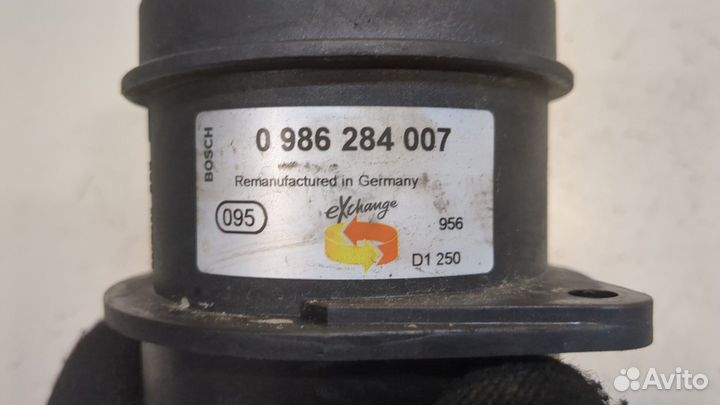 BOSCH
0 986 284 007
Remanufactured in Germany
095
eXchange
956
D1 250
Avito